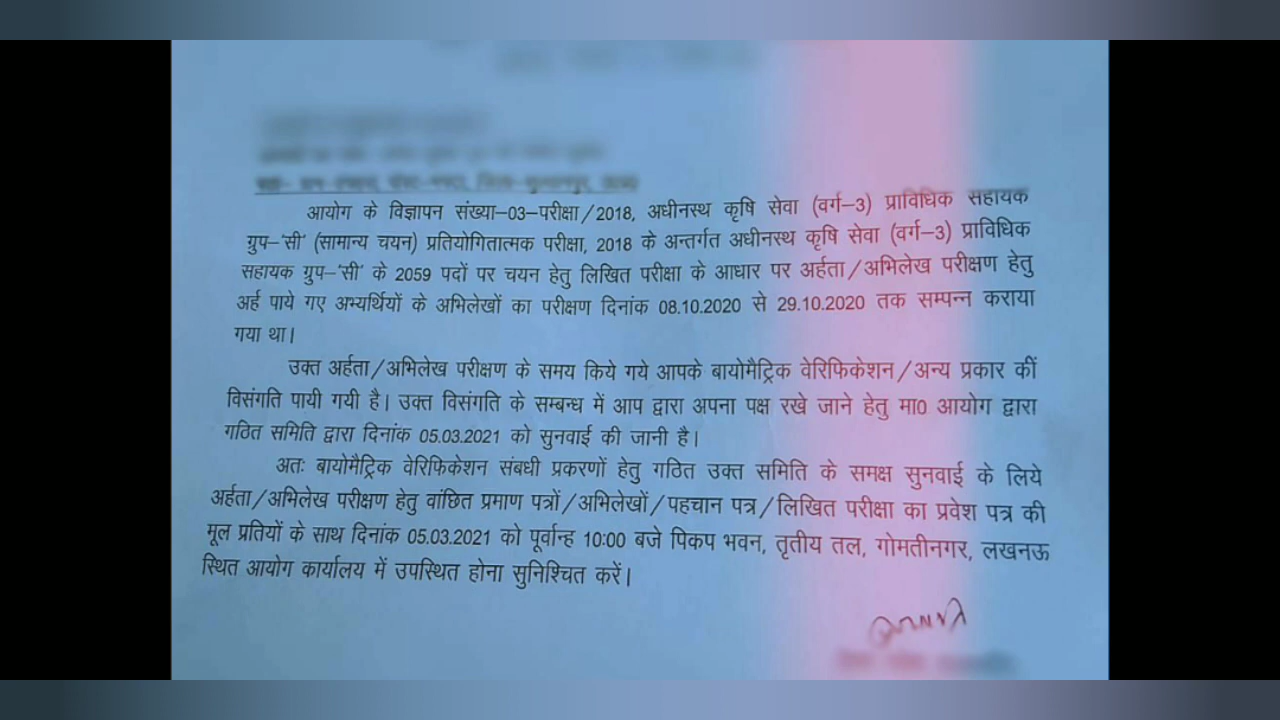 आयोग के विज्ञापन संख्या–03–परीक्षा/2018, अधीनस्थ कृषि सेवा (वर्ग–3) प्राविधिक सहायक
ग्रुप–'सी' (सामान्य चयन) प्रतियोगितात्मक परीक्षा, 2018 के अन्तर्गत अधीनस्थ कृषि सेवा (वर्ग–3) प्राविधिक
सहायक ग्रुप–'सी' के 2059 पदों पर चयन हेतु लिखित परीक्षा के आधार पर अर्हता/अभिलेख परीक्षण हेतु
अर्ह पाये गए अभ्यर्थियों के अभिलेखों का परीक्षण दिनांक 08.10.2020 से 29.10.2020 तक सम्पन्न कराया
गया था।
उक्त अर्हता/अभिलेख परीक्षण के समय किये गये आपके बायोमैट्रिक वेरिफिकेशन/अन्य प्रकार कीं
विसंगति पायी गयी है। उक्त विसंगति के सम्बन्ध में आप द्वारा अपना पक्ष रखे जाने हेतु मा0 आयोग द्वारा
गठित समिति द्वारा दिनांक 05.03.2021 को सुनवाई की जानी है।
अतः बायोमैट्रिक वेरिफिकेशन संबधी प्रकरणों हेतु गठित उक्त समिति के समक्ष सुनवाई के लिये
अर्हता/अभिलेख परीक्षण हेतु वांछित प्रमाण पत्रों/अभिलेखों/पहचान पत्र/लिखित परीक्षा का प्रवेश पत्र की
मूल प्रतियों के साथ दिनांक 05.03.2021 को पूर्वान्ह 10:00 बजे पिकप भवन, तृतीय तल, गोमतीनगर, लखनऊ
स्थित आयोग कार्यालय में उपस्थित होना सुनिश्चित करें।